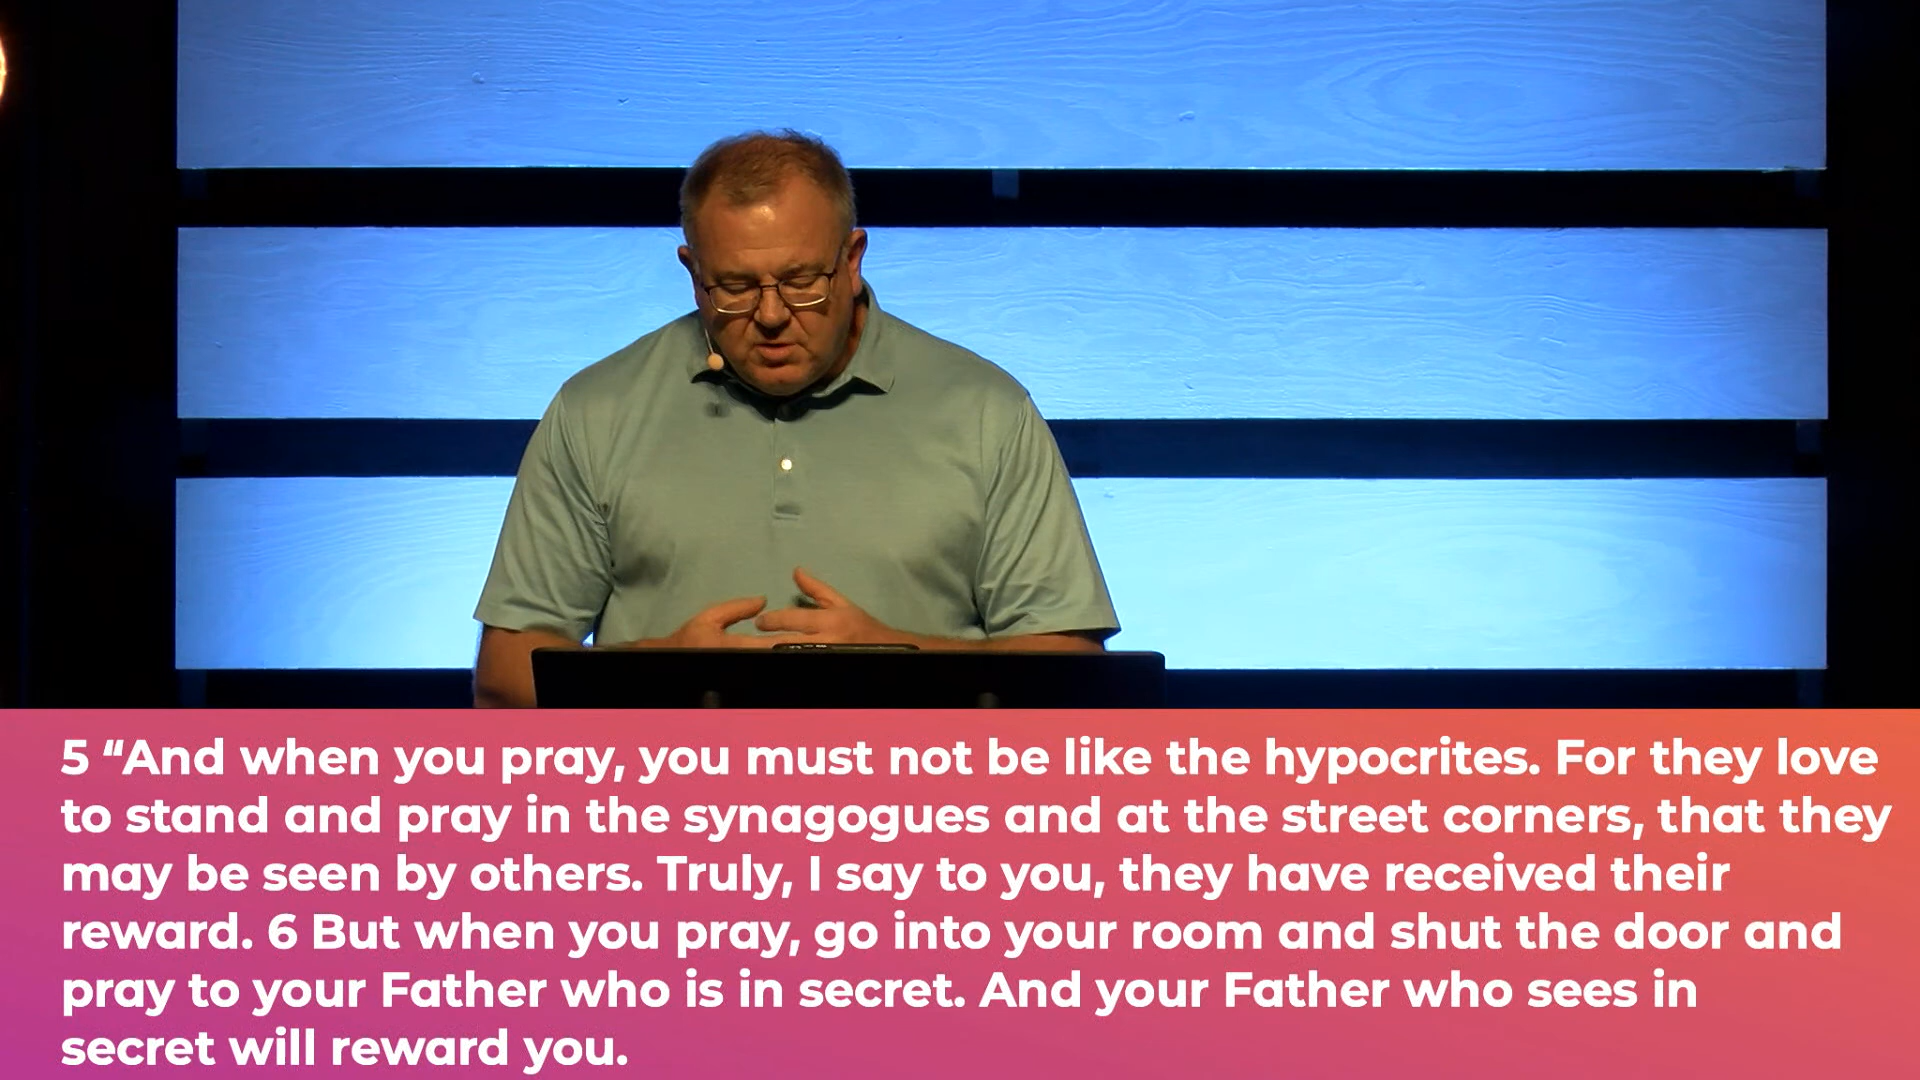 5 “And when you pray, you must not be like the hypocrites. For they love
to stand and pray in the synagogues and at the street corners, that they
may be seen by others. Truly, I say to you, they have received their
reward. 6 But when you pray, go into your room and shut the door and
pray to your Father who is in secret. And your Father who sees in
secret will reward you.